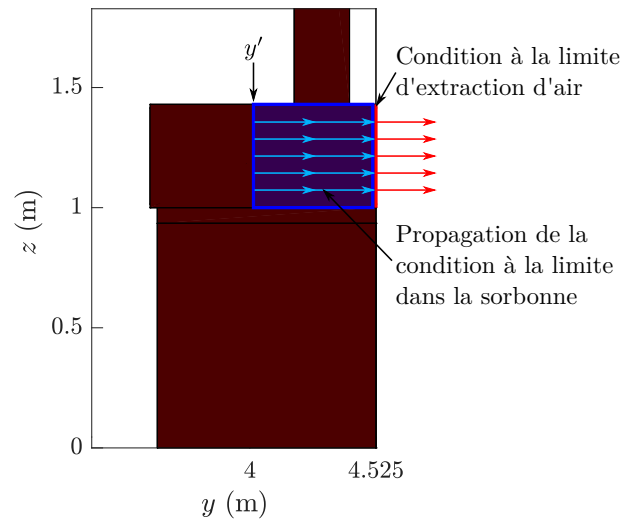 y′
Condition à la limite
d'extraction d'air
1.5
1
z (m)
Propagation de la
condition à la limite
dans la sorbonne
0.5
0
4
4.525
y (m)